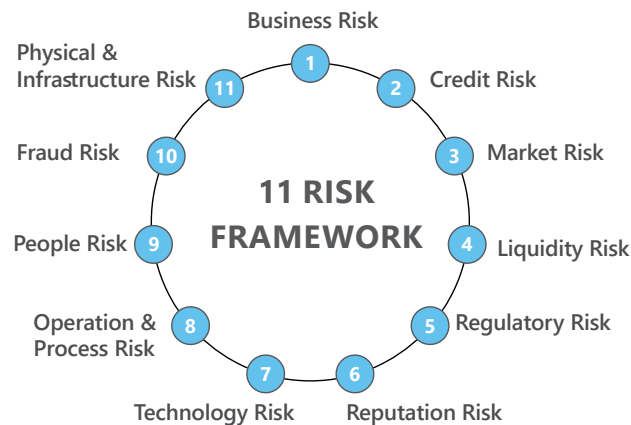 Business Risk
1
Credit Risk
2
Market Risk
3
Liquidity Risk
4
Regulatory Risk
5
Reputation Risk
6
Technology Risk
7
Operation &
Process Risk
8
People Risk
9
Fraud Risk
10
Physical &
Infrastructure Risk
11
11 RISK
FRAMEWORK